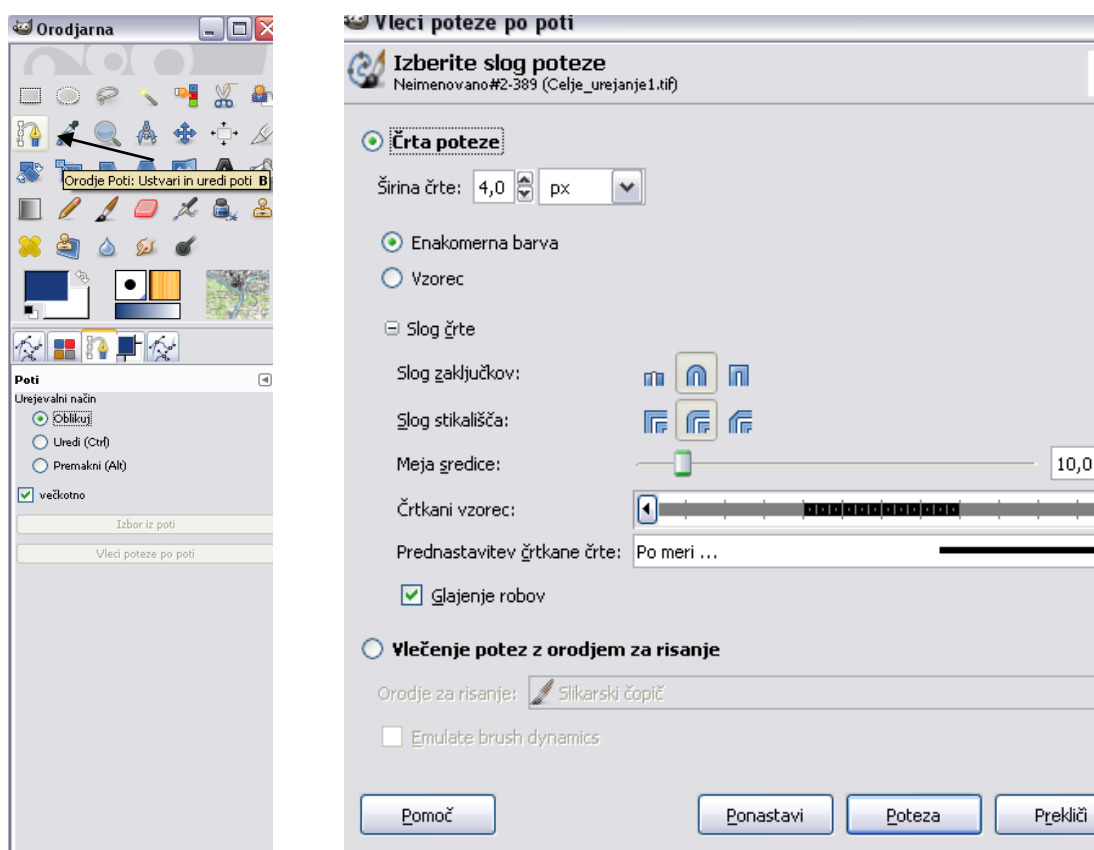 Orodjarna
Orodje Poti: Ustvari in uredi poti B
Poti
Urejevalni način
Oblikuj
Uredi (Ctrl)
Premakni (Alt)
večkotno
Izbor iz poti
Vleci poteze po poti
Vleci poteze po poti
Izberite slog poteze
Neimenovano#2-389 (Celje_urejanje1.tif)
Črta poteze
Širina črte: 4,0 px
Enakomerna barva
Vzorec
Slog črte
Slog zaključkov:
Slog stikališča:
Meja sredice: 10,0
Črtkani vzorec:
Prednastavitev črtkane črte: Po meri ...
Glajenje robov
Vlečenje potez z orodjem za risanje
Orodje za risanje: Slikarski čopič
Emulate brush dynamics
Pomoč Ponastavi Poteza Prekliči